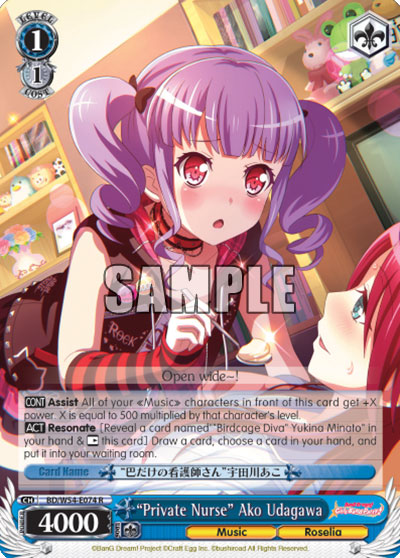 LEVEL
1
1
COST
ROCK
SAMPLE
Open wide~!
CONT Assist All of your «Music» characters in front of this card get +X
power. X is equal to 500 multiplied by that character's level.
ACT Resonate [Reveal a card named "Birdcage Diva" Yukina Minato" in
your hand & this card] Draw a card, choose a card in your hand, and
put it into your waiting room.
Card Name
"巴だけの看護師さん" 宇田川あこ
CH BD/W54-E074 R
POWER
4000
"Private Nurse" Ako Udagawa
Music
Roselia
©BanG Dream! Project ©Craft Egg Inc. ©bushiroad All Rights Reserved.